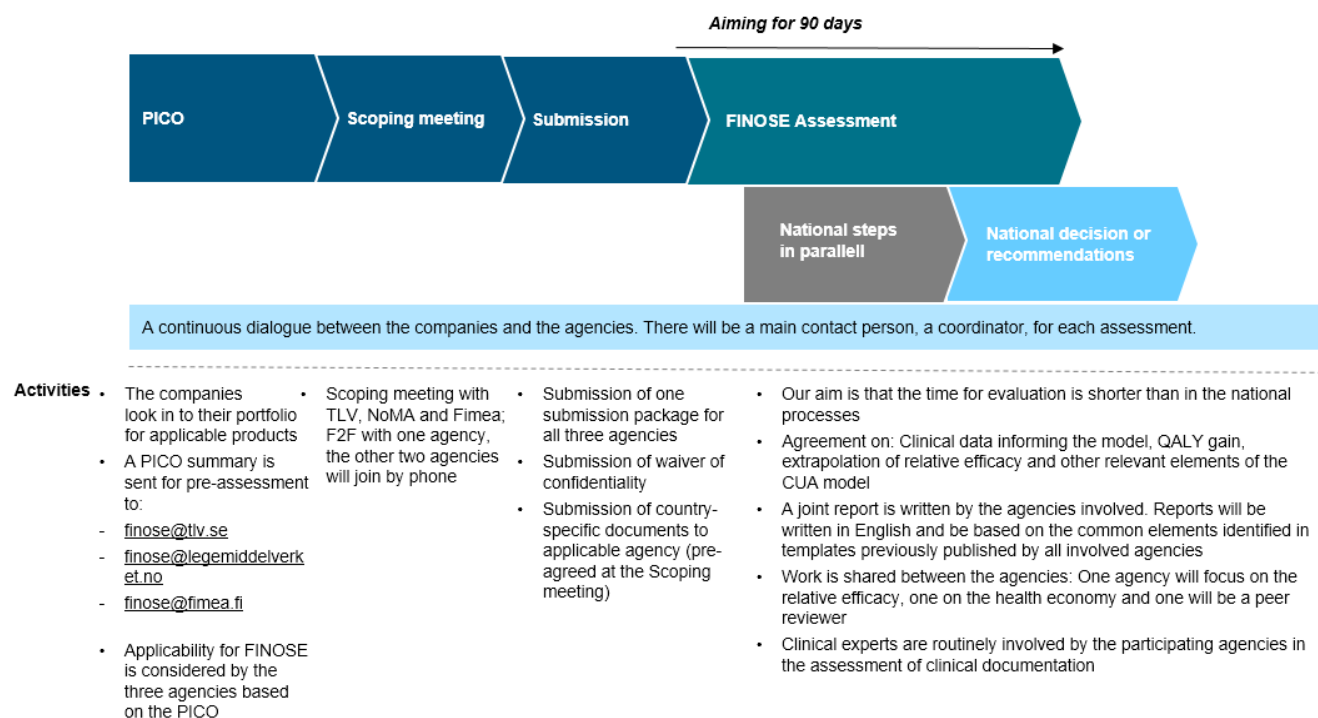 Aiming for 90 days
PICO
Scoping meeting
Submission
FINOSE Assessment
National steps
in parallell
National decision or
recommendations
A continuous dialogue between the companies and the agencies. There will be a main contact person, a coordinator, for each assessment.
Activities
• The companies
look in to their portfolio
for applicable products
• A PICO summary is
sent for pre-assessment
to:
- finose@tlv.se
- finose@legemiddelverk
et.no
- finose@fimea.fi
• Applicability for FINOSE
is considered by the
three agencies based
on the PICO
• Scoping meeting with
TLV, NoMA and Fimea;
F2F with one agency,
the other two agencies
will join by phone
• Submission of one
submission package for
all three agencies
• Submission of waiver of
confidentiality
• Submission of country-
specific documents to
applicable agency (pre-
agreed at the Scoping
meeting)
• Our aim is that the time for evaluation is shorter than in the national
processes
• Agreement on: Clinical data informing the model, QALY gain,
extrapolation of relative efficacy and other relevant elements of the
CUA model
• A joint report is written by the agencies involved. Reports will be
written in English and be based on the common elements identified in
templates previously published by all involved agencies
• Work is shared between the agencies: One agency will focus on the
relative efficacy, one on the health economy and one will be a peer
reviewer
• Clinical experts are routinely involved by the participating agencies in
the assessment of clinical documentation